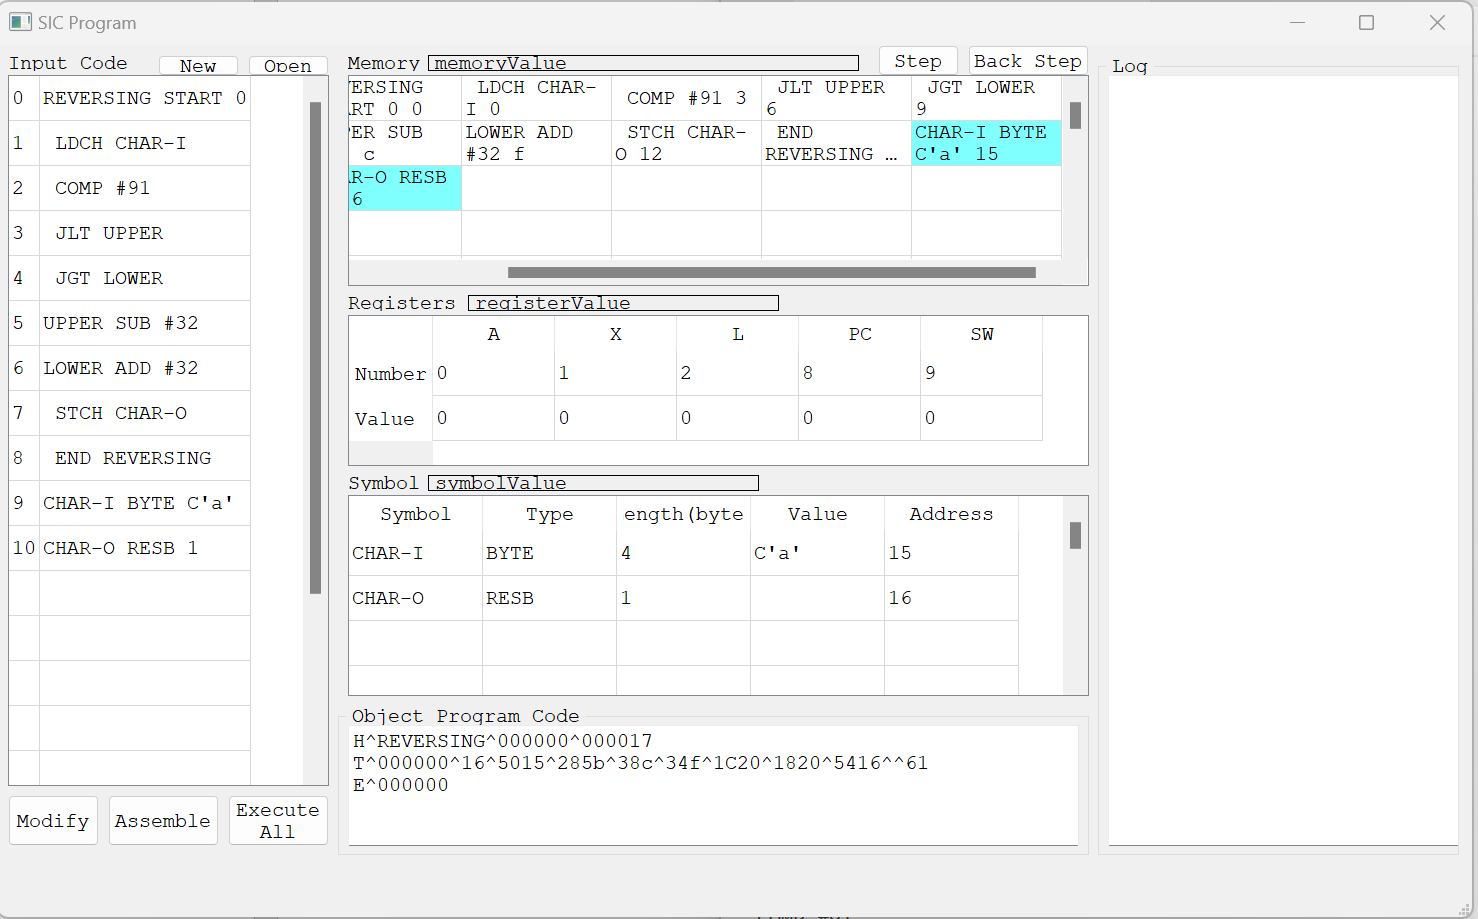 SIC Program
Input Code New Open
0 REVERSING START 0
1 LDCH CHAR-I
2 COMP #91
3 JLT UPPER
4 JGT LOWER
5 UPPER SUB #32
6 LOWER ADD #32
7 STCH CHAR-O
8 END REVERSING
9 CHAR-I BYTE C'a'
10 CHAR-O RESB 1
Modify Assemble Execute All
Memory memoryValue Step Back Step
ERSING LDCH CHAR- COMP #91 3 JLT UPPER JGT LOWER
RT 0 0 I 0 6 9
ER SUB LOWER ADD STCH CHAR- END CHAR-I BYTE
c #32 f O 12 REVERSING ... C'a' 15
R-O RESB
6
Registers registerValue
A X L PC SW
Number 0 1 2 8 9
Value 0 0 0 0 0
Symbol symbolValue
Symbol Type ength(byte Value Address
CHAR-I BYTE 4 C'a' 15
CHAR-O RESB 1 16
Object Program Code
H^REVERSING^000000^000017
T^000000^16^5015^285b^38c^34f^1C20^1820^5416^^61
E^000000
Log